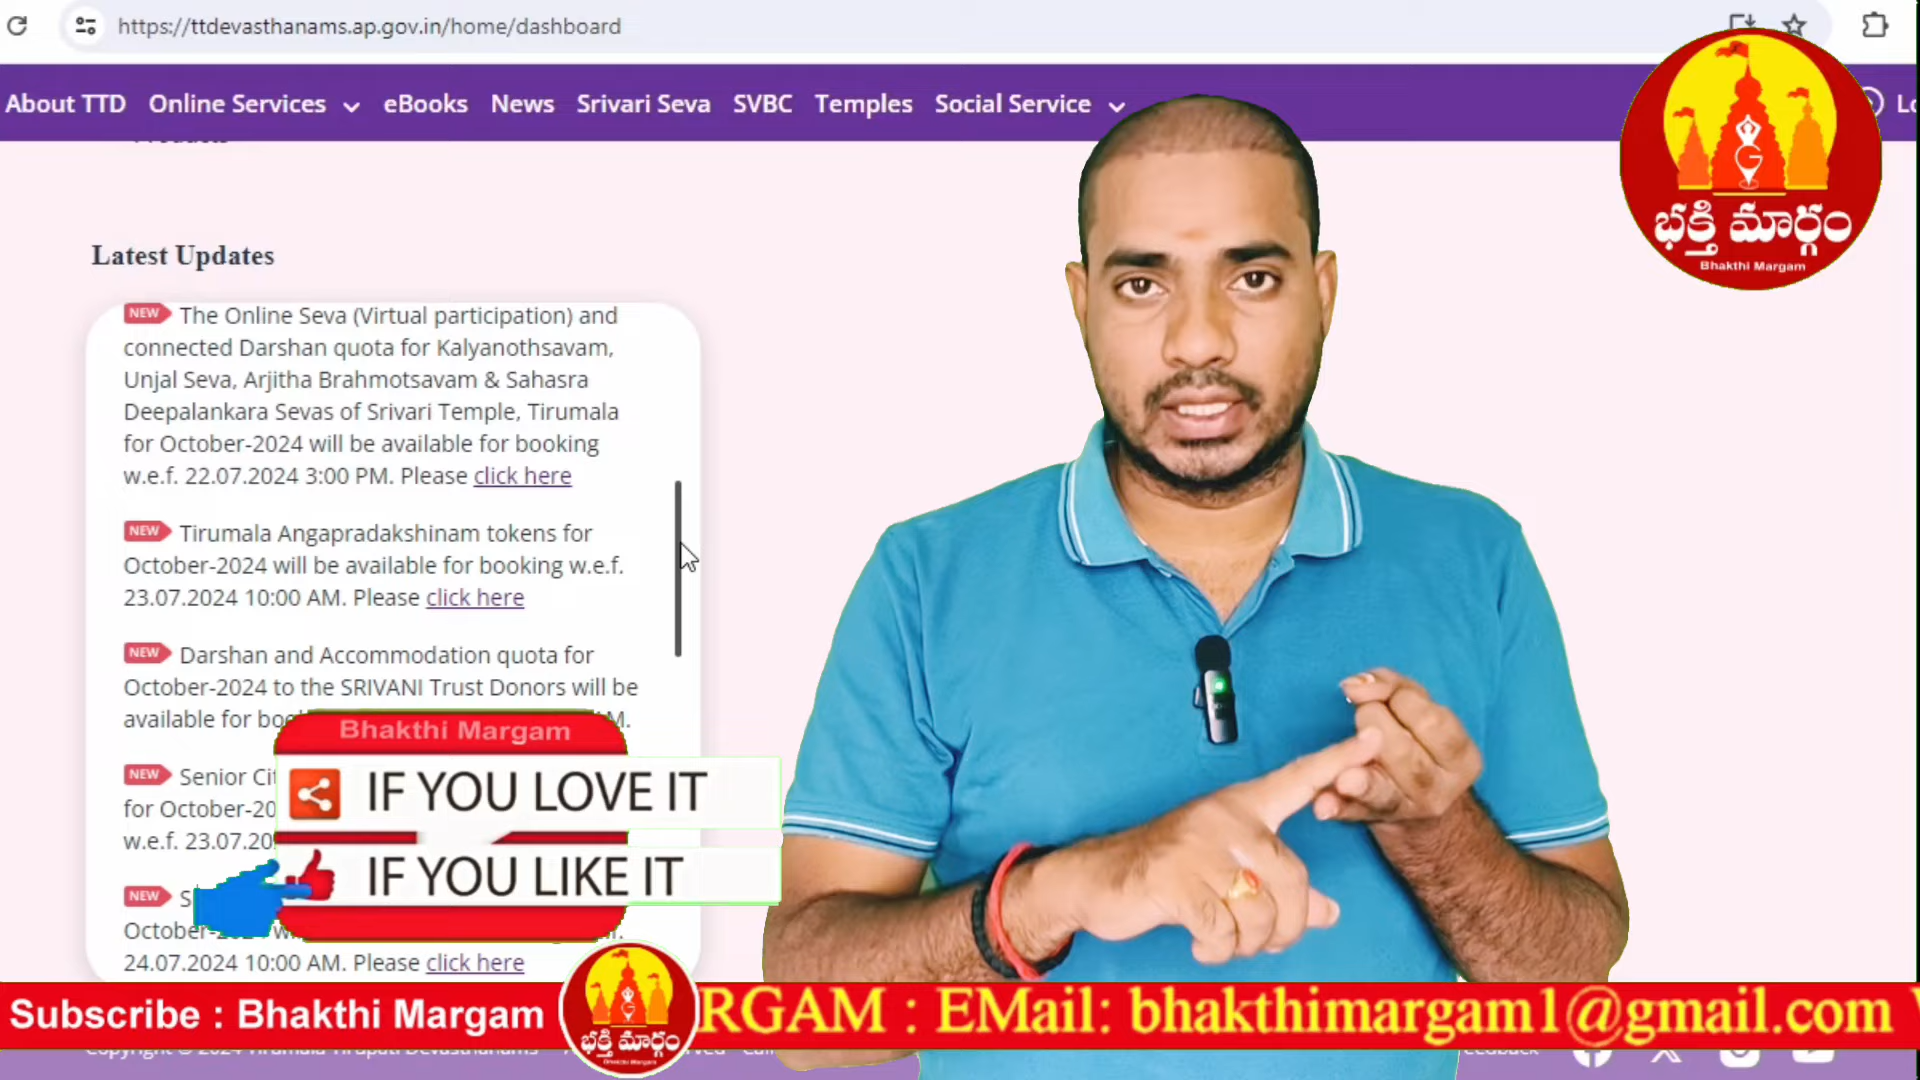 https://ttdevasthanams.ap.gov.in/home/dashboard
About TTD Online Services eBooks News Srivari Seva SVBC Temples Social Service
భక్తి మార్గం
Bhakthi Margam
Latest Updates
NEW The Online Seva (Virtual participation) and
connected Darshan quota for Kalyanothsavam,
Unjal Seva, Arjitha Brahmotsavam & Sahasra
Deepalankara Sevas of Srivari Temple, Tirumala
for October-2024 will be available for booking
w.e.f. 22.07.2024 3:00 PM. Please click here
NEW Tirumala Angapradakshinam tokens for
October-2024 will be available for booking w.e.f.
23.07.2024 10:00 AM. Please click here
NEW Darshan and Accommodation quota for
October-2024 to the SRIVANI Trust Donors will be
available for
NEW Senior
for
w.e.f.
NEW
24.07.2024 10:00 AM. Please click here
Bhakthi Margam
IF YOU LOVE IT
IF YOU LIKE IT
Subscribe : Bhakthi Margam
భక్తి మార్గం
RGAM : EMail: bhakthimargam1@gmail.com